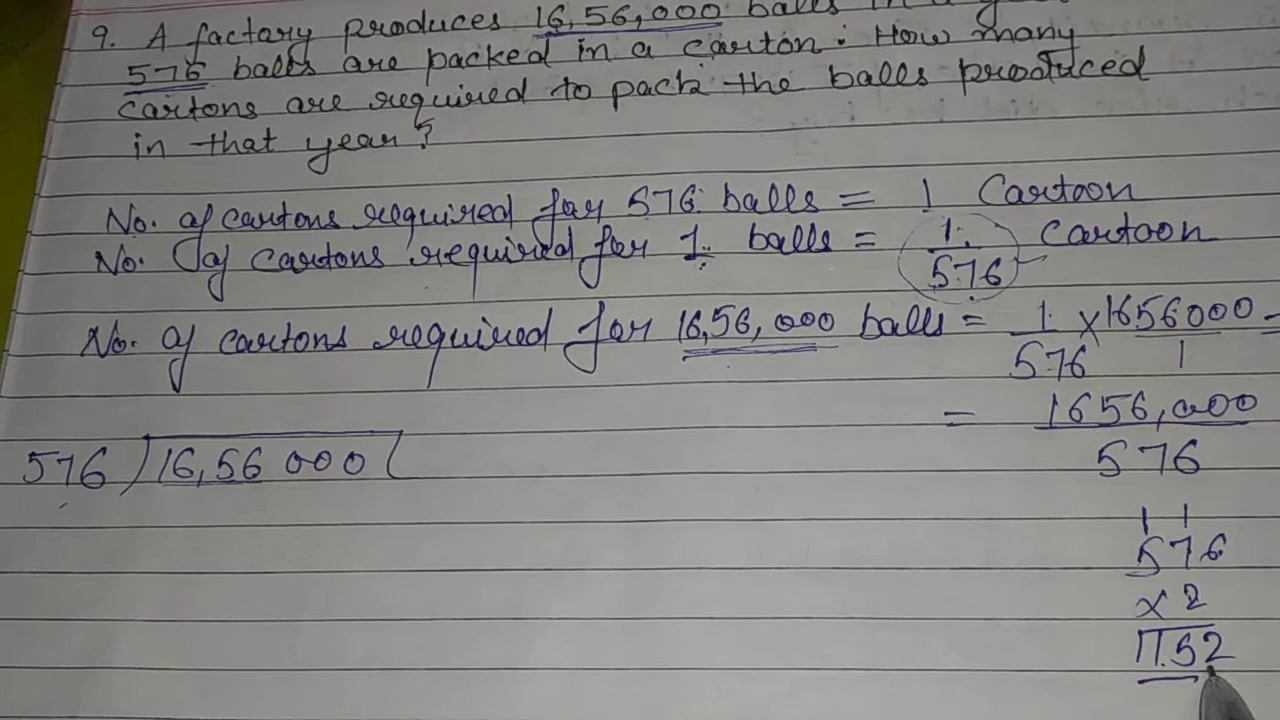 9. A factory produces 16,56,000 balls in a
576 balls are packed in a carton. How many
cartons are required to pack the balls produced
in that year?
No. of cartons required for 576 balls = 1 Cartoon
No. of cartons required for 1 balls = 1/576 cartoon
No. of cartons required for 16,56,000 balls = 1/576 × 1656000/1 =
= 1656,000/576
576 ) 16,56 000 (
1 1
576
× 2
1152